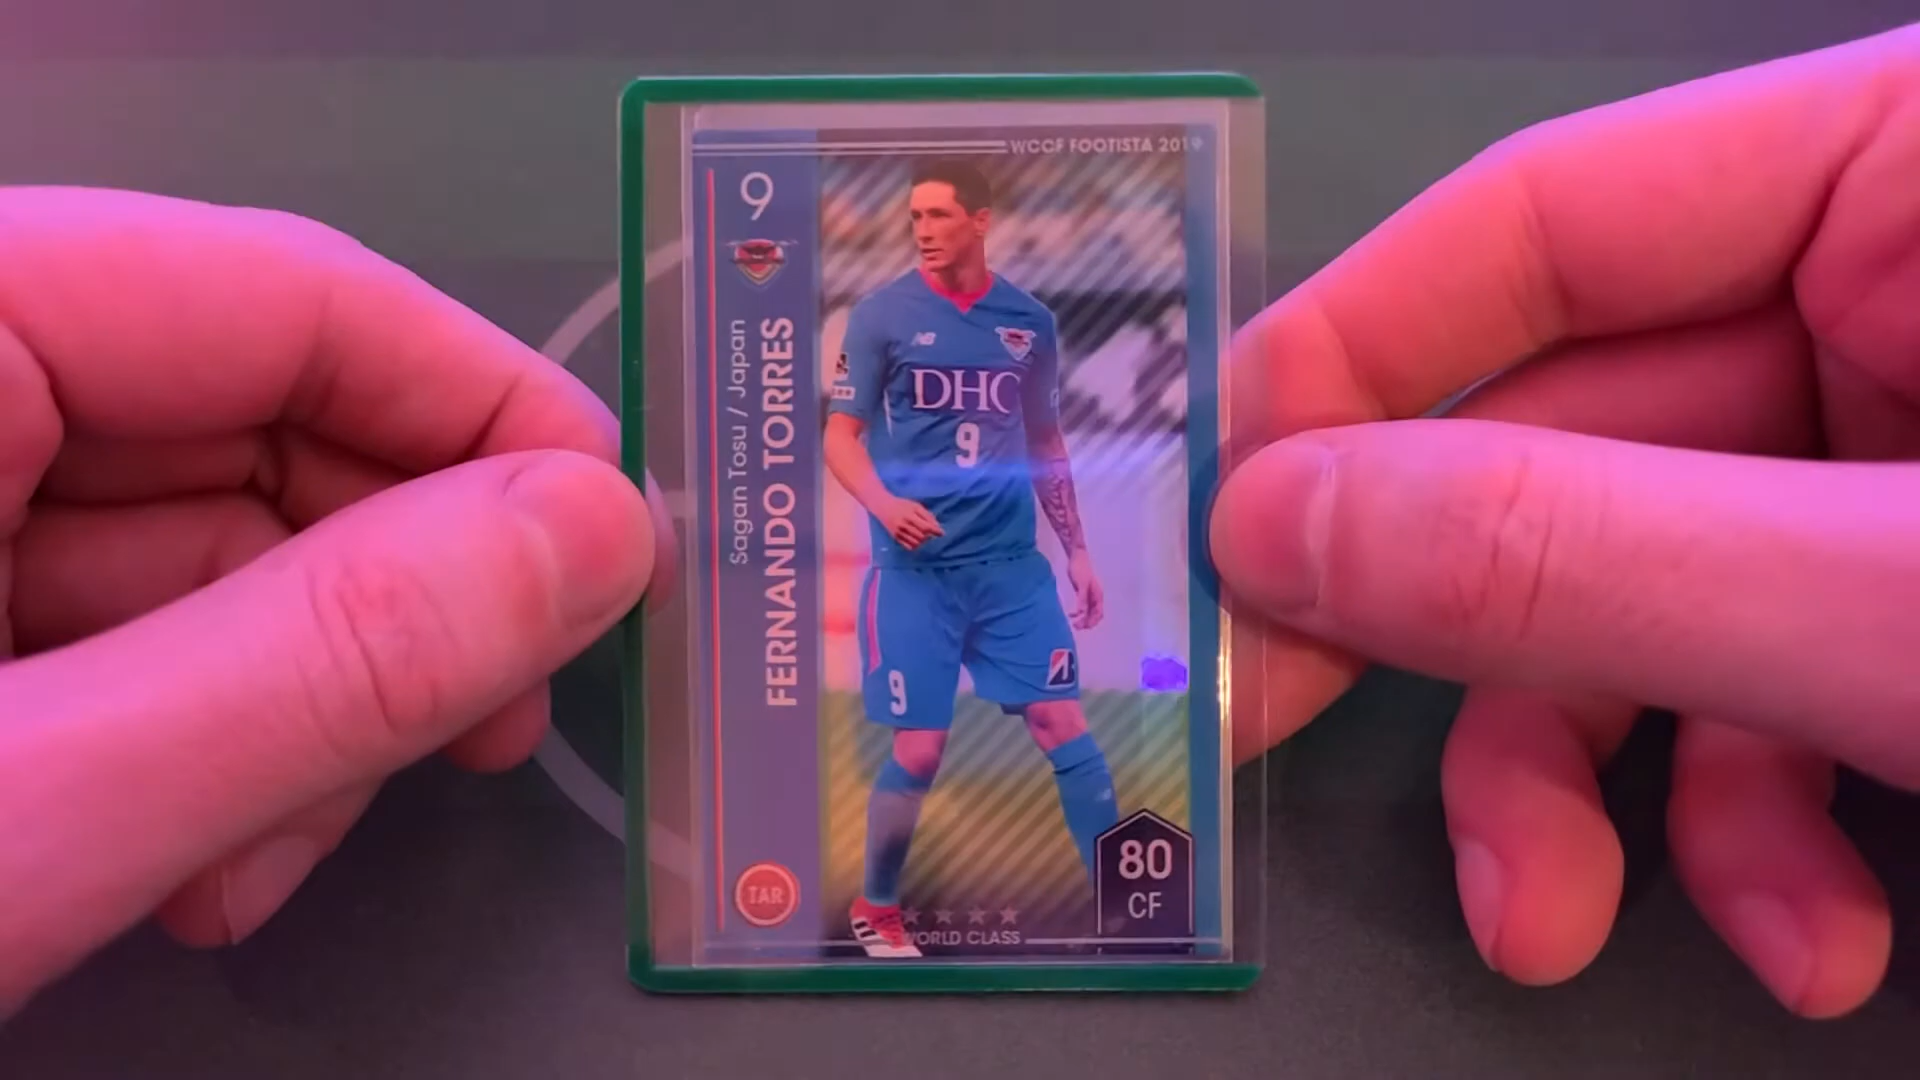 WCCF FOOTISTA 2019
9
Sagan Tosu / Japan
FERNANDO TORRES
DHC
9
9
TAR
80
CF
WORLD CLASS